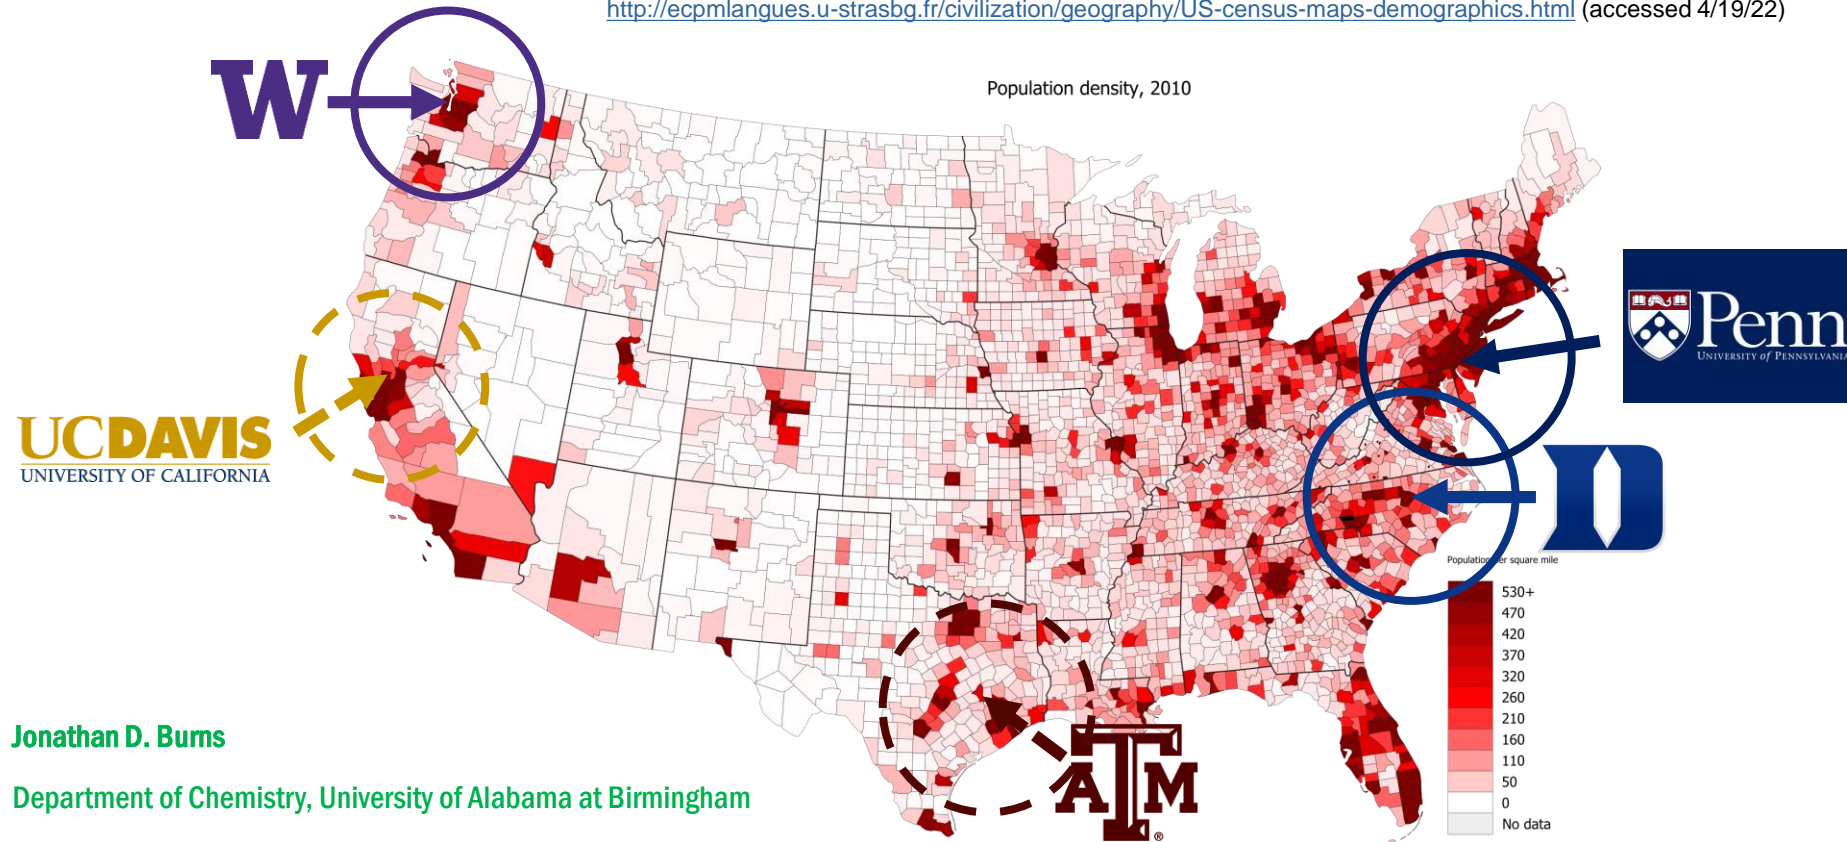 http://ecpmlangues.u-strasbg.fr/civilization/geography/US-census-maps-demographics.html (accessed 4/19/22)
W
Population density, 2010
Penn
UNIVERSITY of PENNSYLVANIA
UCDAVIS
UNIVERSITY OF CALIFORNIA
D
Population per square mile
530+
470
420
370
320
260
210
160
110
50
0
No data
Jonathan D. Burns
Department of Chemistry, University of Alabama at Birmingham
ATM
®